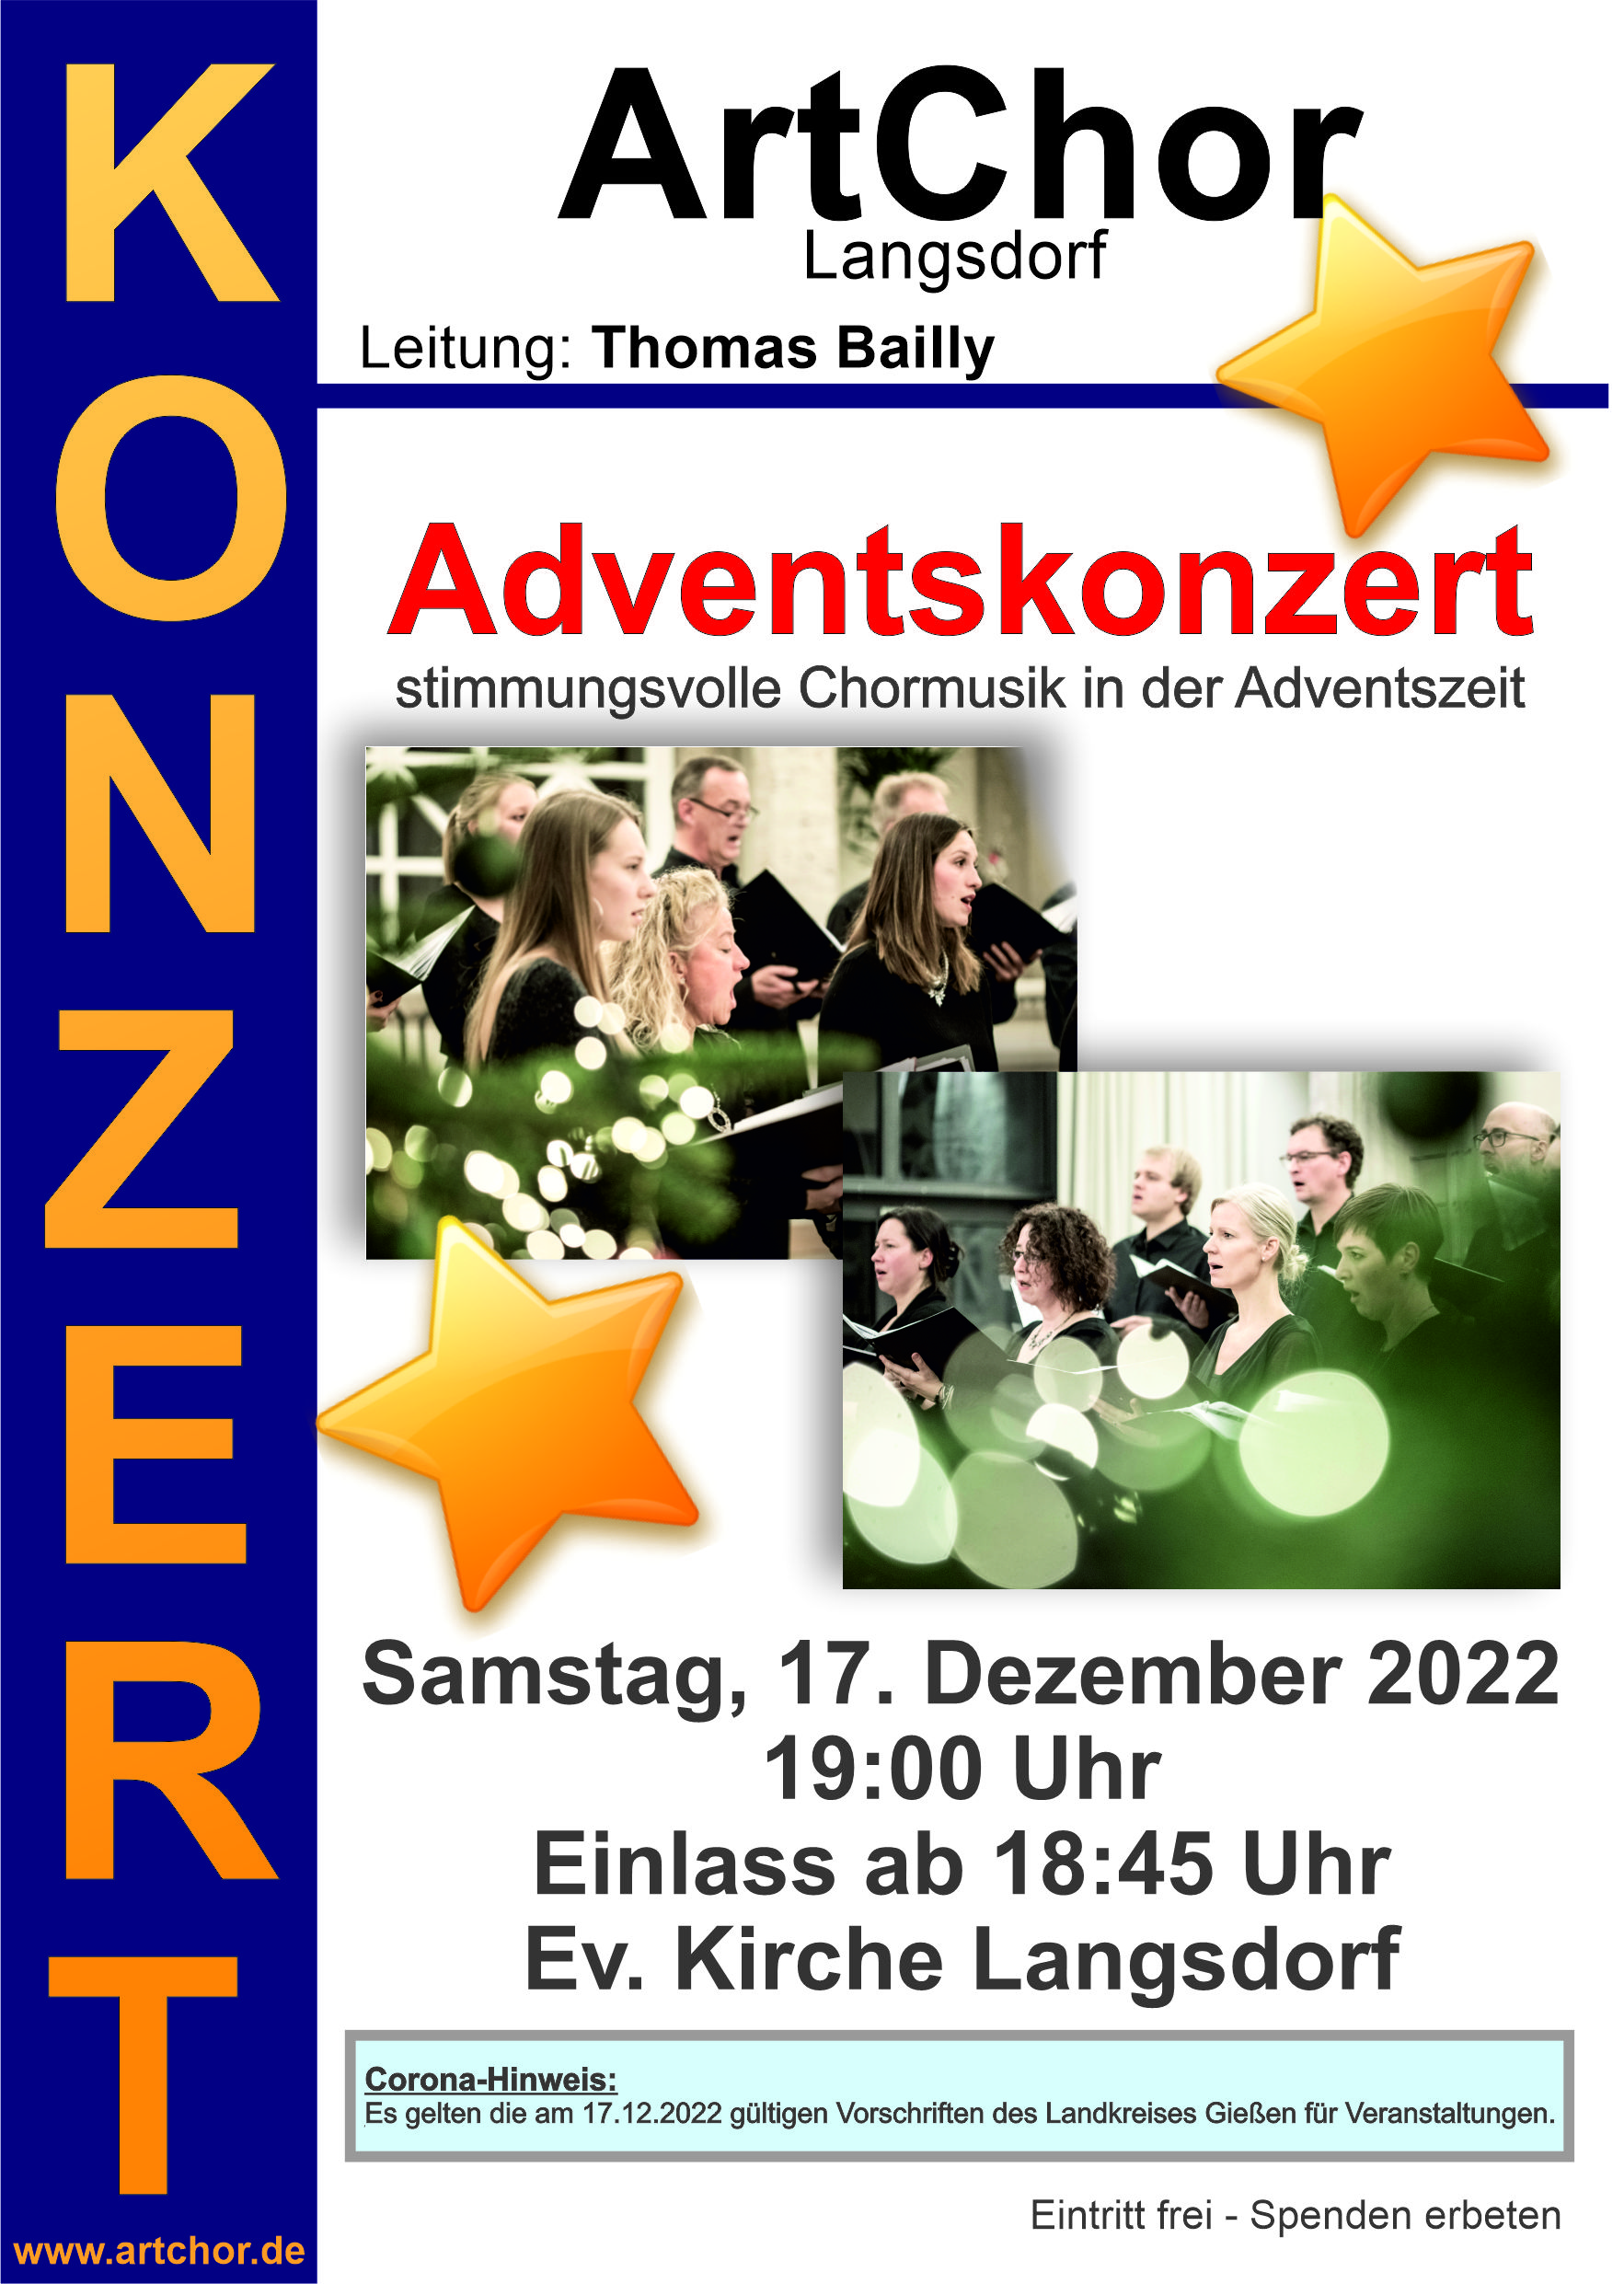 KONZERT
www.artchor.de
ArtChor
Langsdorf
Leitung: Thomas Bailly
Adventskonzert
stimmungsvolle Chormusik in der Adventszeit
Samstag, 17. Dezember 2022
19:00 Uhr
Einlass ab 18:45 Uhr
Ev. Kirche Langsdorf
Corona-Hinweis:
Es gelten die am 17.12.2022 gültigen Vorschriften des Landkreises Gießen für Veranstaltungen.
Eintritt frei - Spenden erbeten